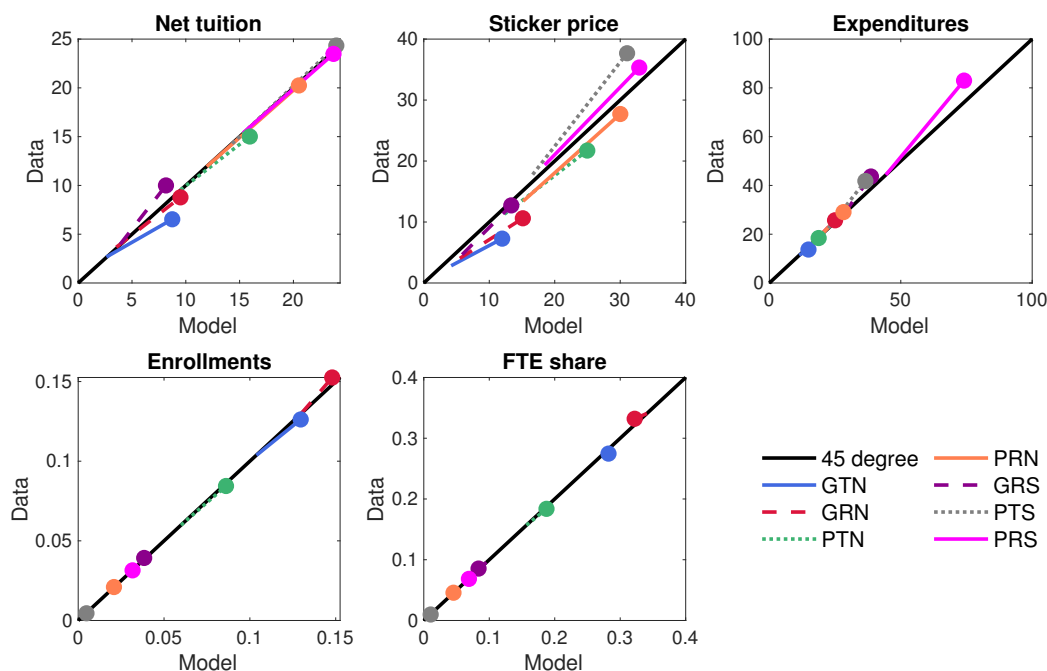 Net tuition
25
20
15
10
5
0
5
10
15
20
Data
Model
Sticker price
40
30
20
10
0
0
10
20
30
40
Data
Model
Expenditures
100
80
60
40
20
0
0
50
100
Data
Model
Enrollments
0.15
0.1
0.05
0
0
0.05
0.1
0.15
Data
Model
FTE share
0.4
0.3
0.2
0.1
0
0
0.1
0.2
0.3
0.4
Data
Model
45 degree
GTN
GRN
PTN
PRN
GRS
PTS
PRS